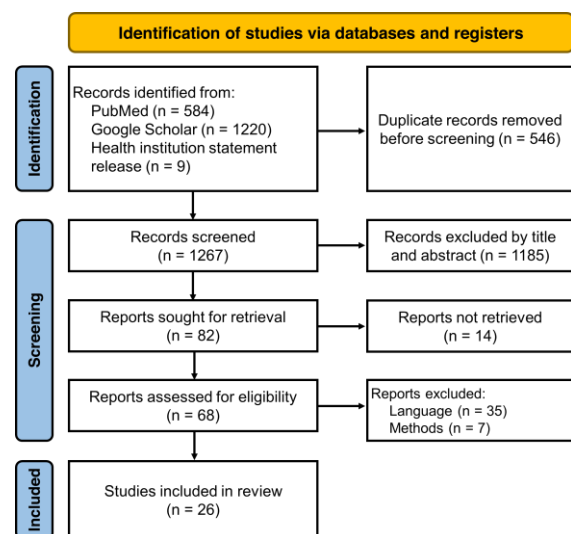 Identification of studies via databases and registers
Identification
Records identified from:
PubMed (n = 584)
Google Scholar (n = 1220)
Health institution statement
release (n = 9)
Duplicate records removed
before screening (n = 546)
Screening
Records screened
(n = 1267)
Records excluded by title
and abstract (n = 1185)
Reports sought for retrieval
(n = 82)
Reports not retrieved
(n = 14)
Reports assessed for eligibility
(n = 68)
Reports excluded:
Language (n = 35)
Methods (n = 7)
Included
Studies included in review
(n = 26)